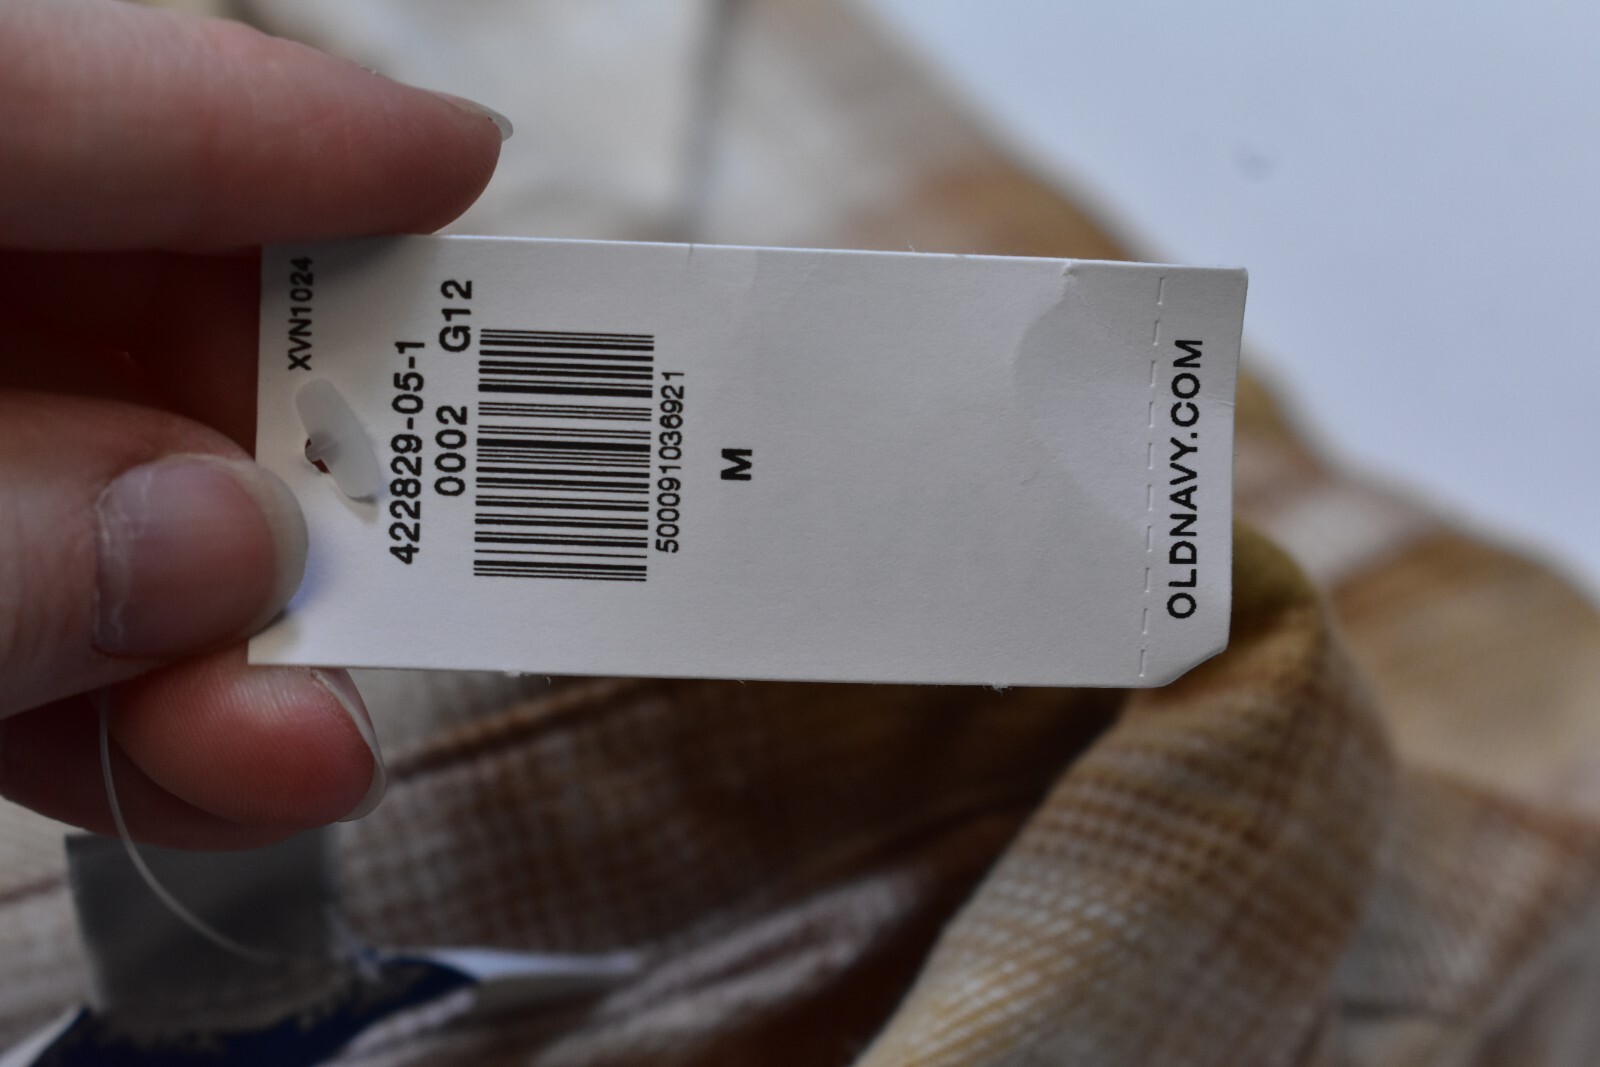 XVN1024
422829-05-1
0002 G12
500091036921
M
OLDNAVY.COM